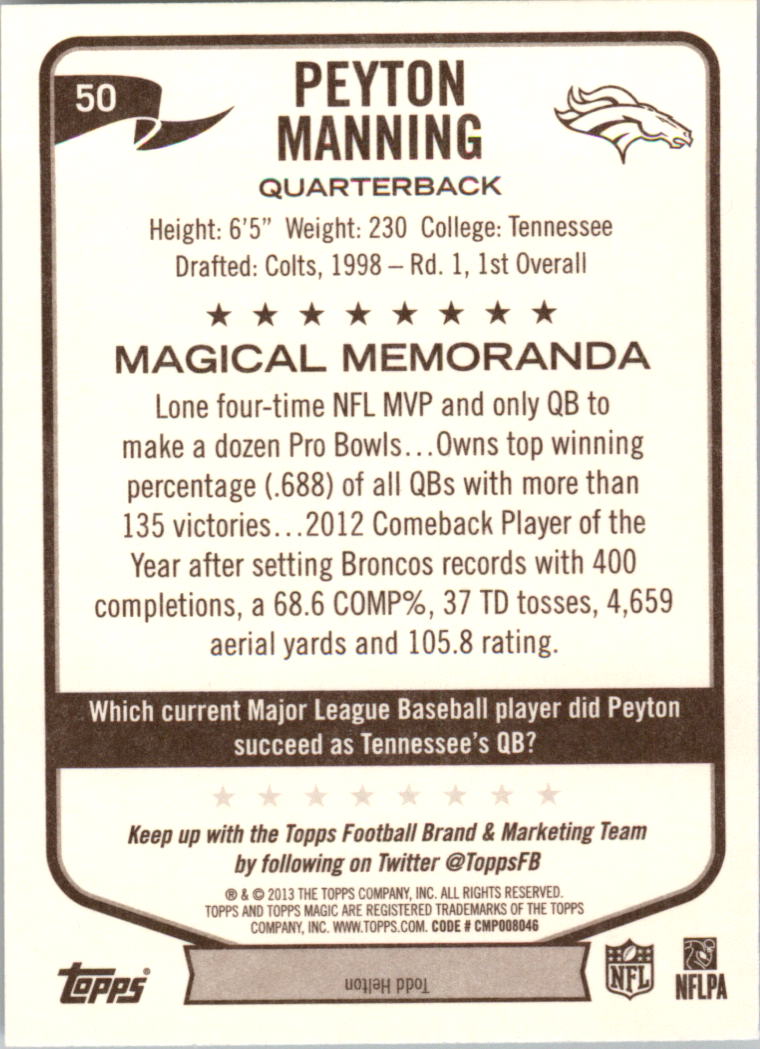 50
PEYTON
MANNING
QUARTERBACK
Height: 6'5" Weight: 230 College: Tennessee
Drafted: Colts, 1998 – Rd. 1, 1st Overall
MAGICAL MEMORANDA
Lone four-time NFL MVP and only QB to
make a dozen Pro Bowls...Owns top winning
percentage (.688) of all QBs with more than
135 victories...2012 Comeback Player of the
Year after setting Broncos records with 400
completions, a 68.6 COMP%, 37 TD tosses, 4,659
aerial yards and 105.8 rating.
Which current Major League Baseball player did Peyton
succeed as Tennessee's QB?
Keep up with the Topps Football Brand & Marketing Team
by following on Twitter @ToppsFB
® & © 2013 THE TOPPS COMPANY, INC. ALL RIGHTS RESERVED.
TOPPS AND TOPPS MAGIC ARE REGISTERED TRADEMARKS OF THE TOPPS
COMPANY, INC. WWW.TOPPS.COM. CODE # CMP008046
Topps®
Todd Helton
NFL
NFLPA